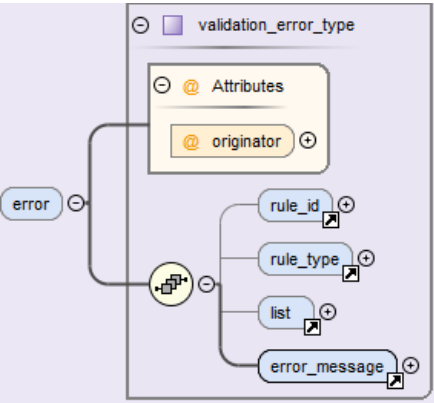 validation_error_type
@ Attributes
@ originator
error
rule_id
rule_type
list
error_message